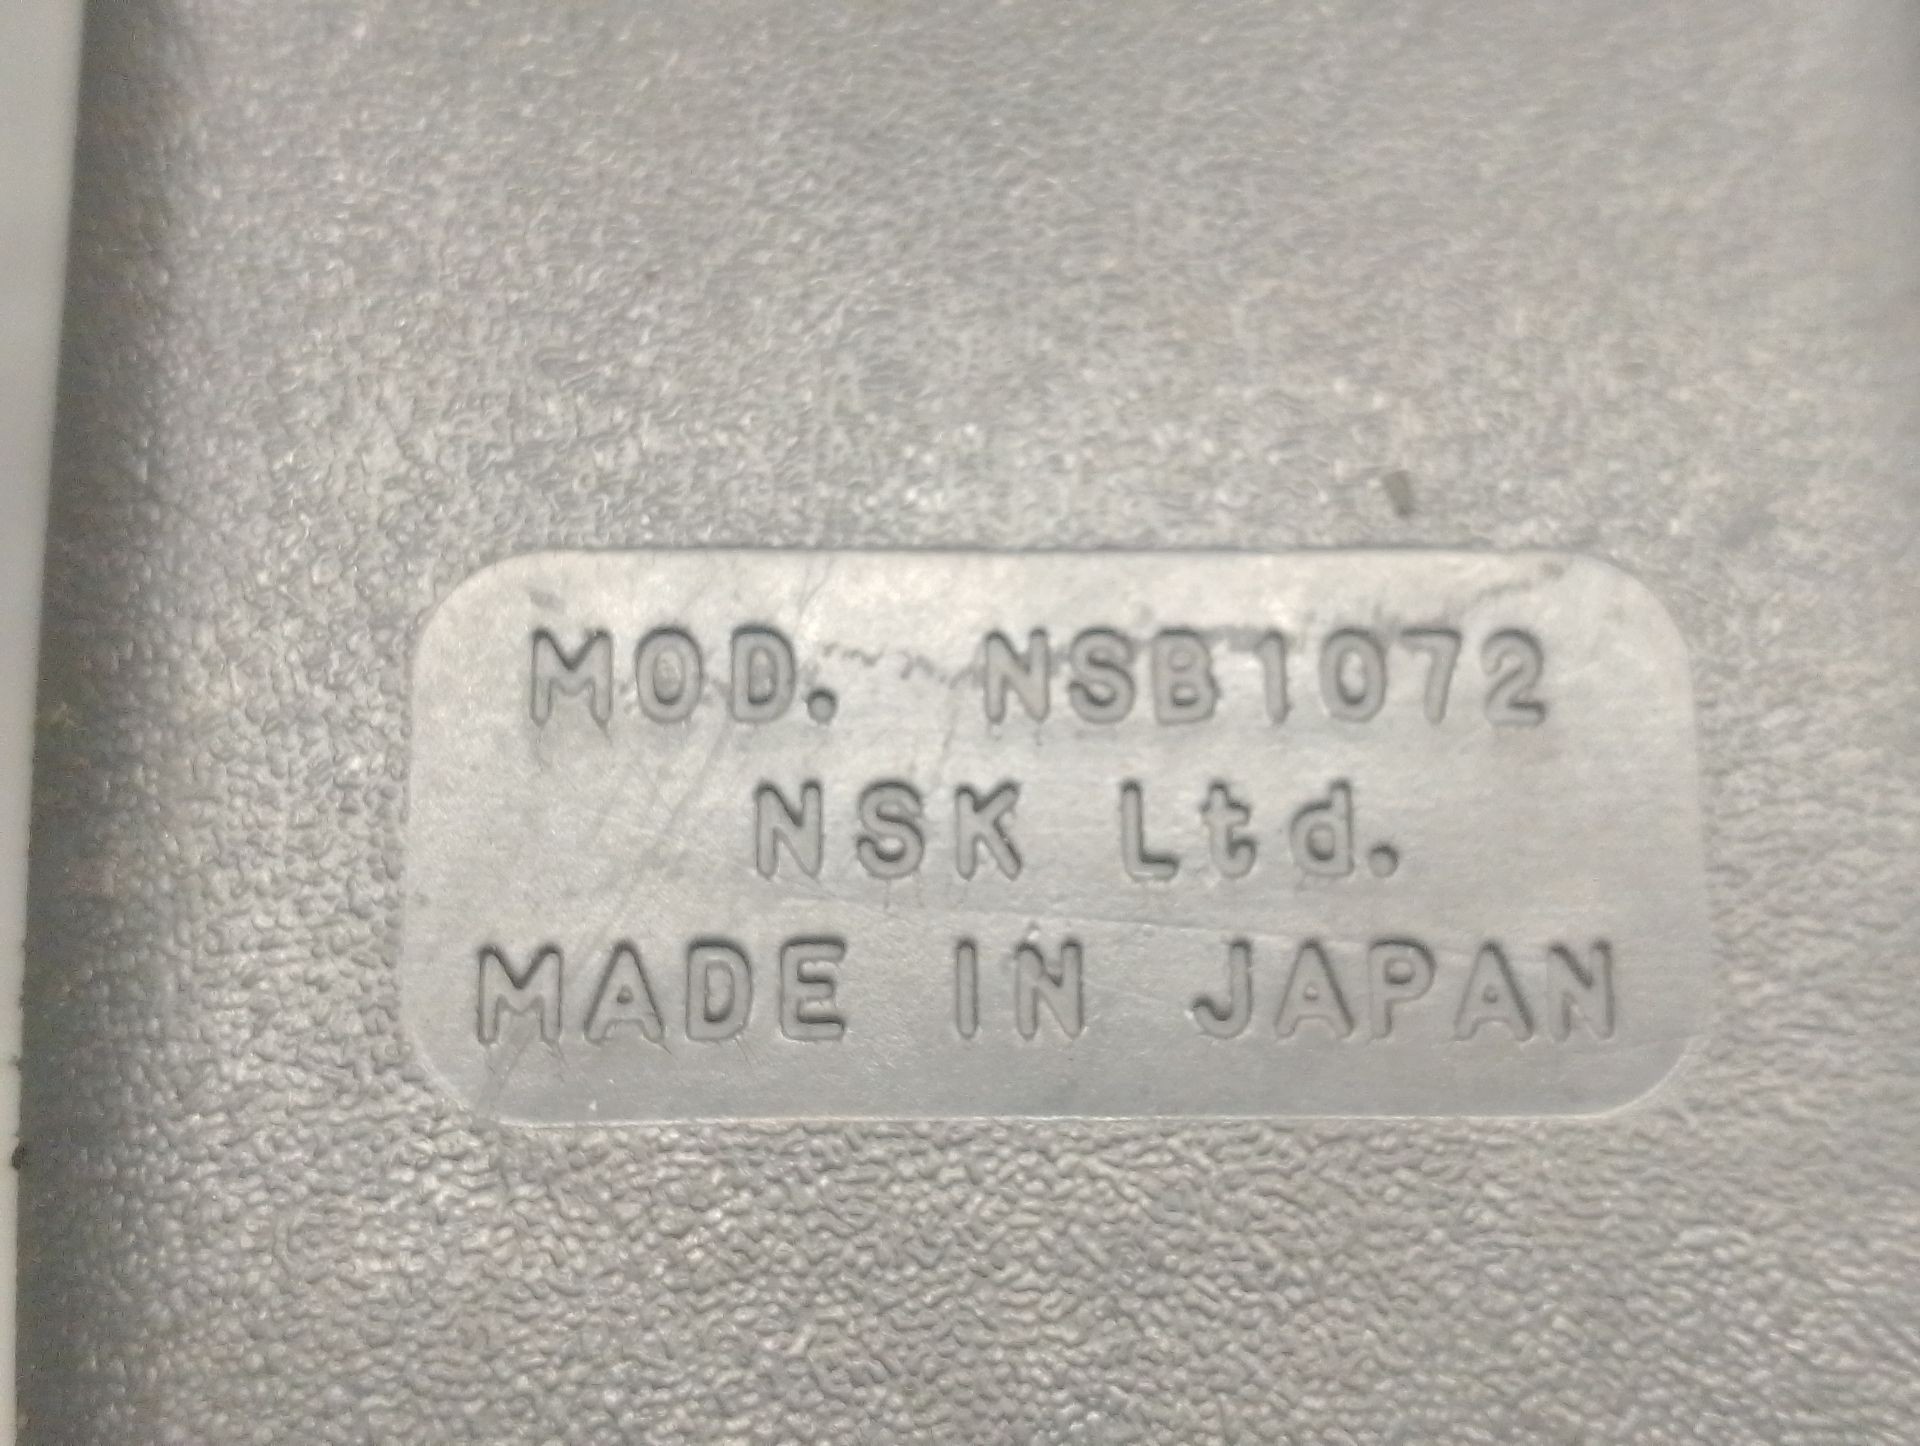 MOD. NSB1072
NSK Ltd.
MADE IN JAPAN